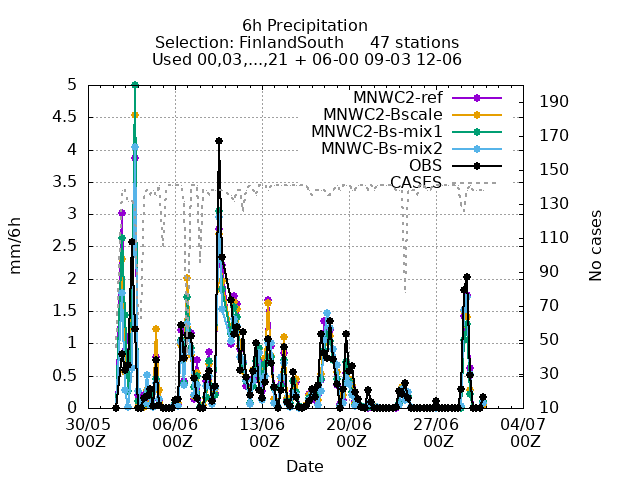 6h Precipitation
Selection: FinlandSouth 47 stations
Used 00,03,...,21 + 06-00 09-03 12-06
MNWC2-ref
MNWC2-Bscale
MNWC2-Bs-mix1
MNWC-Bs-mix2
OBS
CASES
mm/6h
5
4.5
4
3.5
3
2.5
2
1.5
1
0.5
0
No cases
190
170
150
130
110
90
70
50
30
10
30/05 06/06 13/06 20/06 27/06 04/07
00Z 00Z 00Z 00Z 00Z 00Z
Date